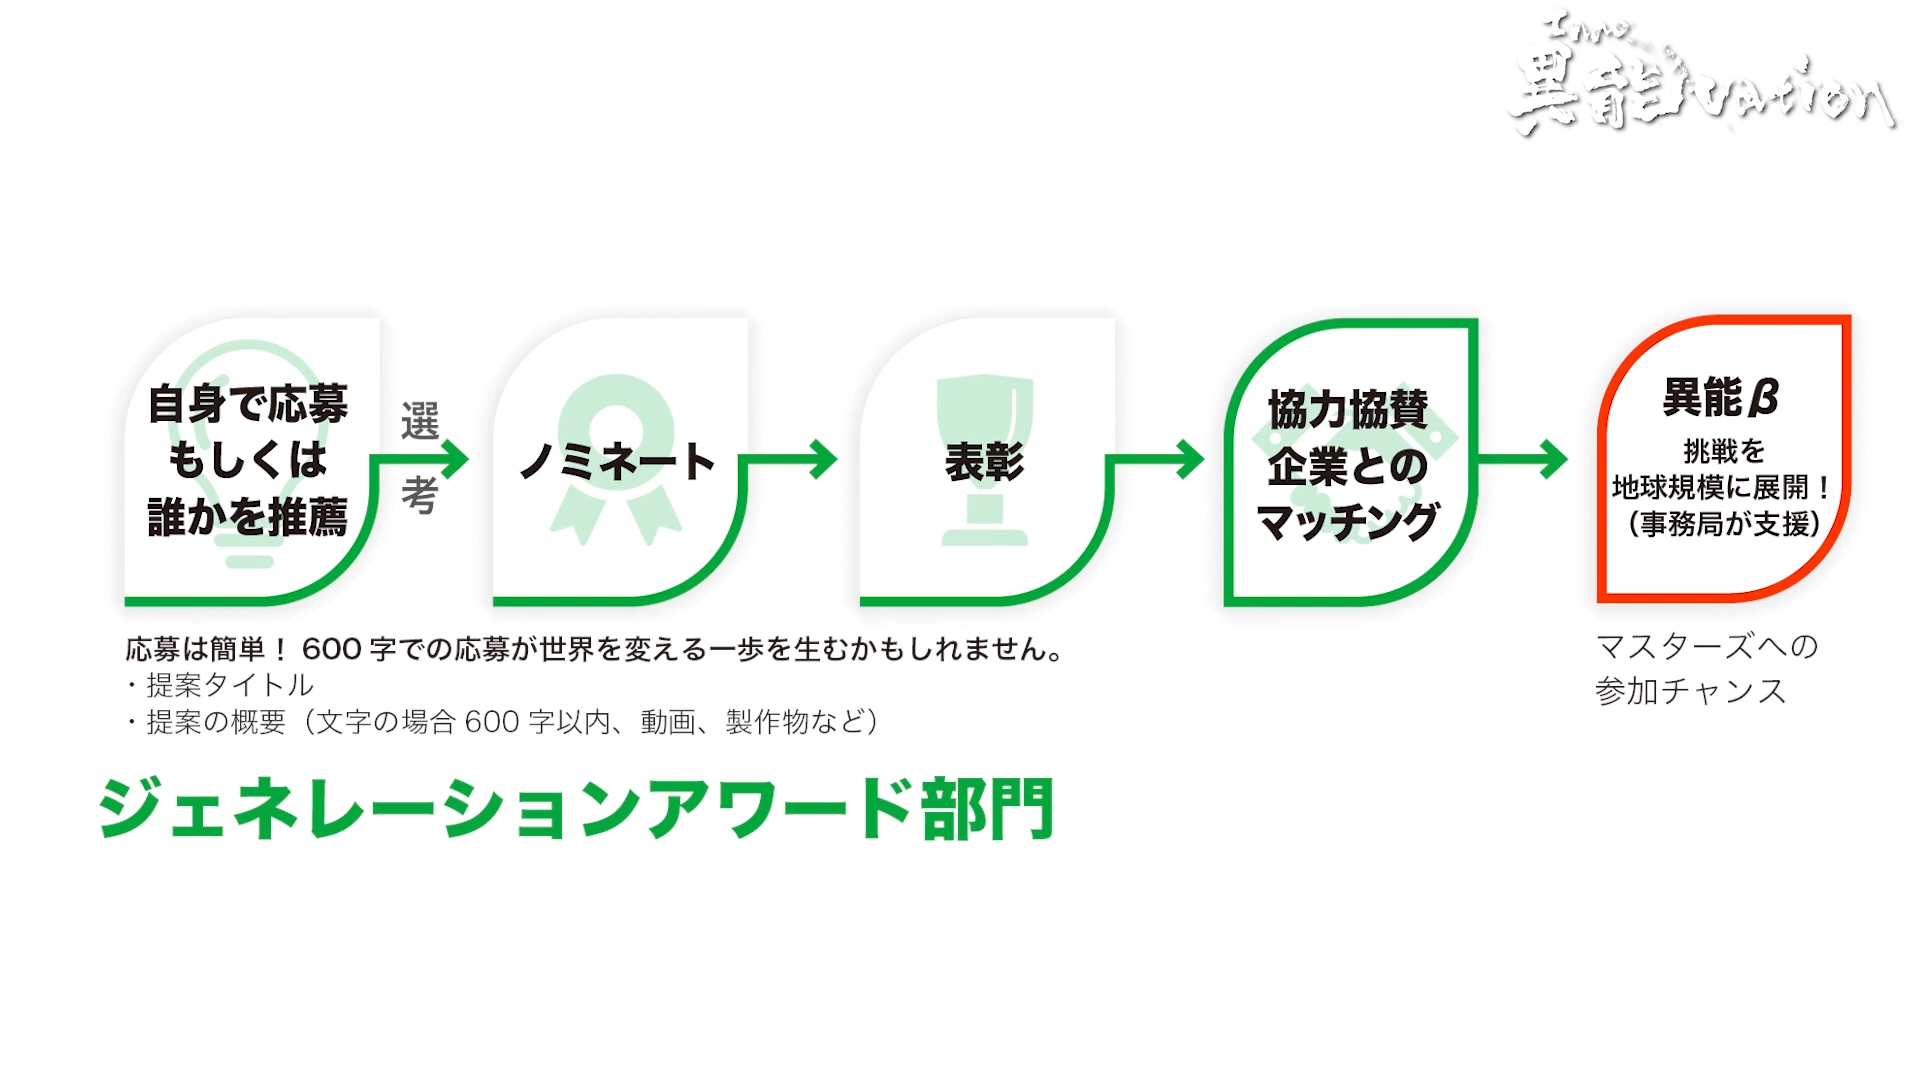 Inno
異能vation
自身で応募
もしくは
誰かを推薦
選
考
ノミネート
表彰
協力協賛
企業との
マッチング
異能β
挑戦を
地球規模に展開！
（事務局が支援）
応募は簡単！600字での応募が世界を変える一歩を生むかもしれません。
・提案タイトル
・提案の概要（文字の場合600字以内、動画、製作物など）
マスターズへの
参加チャンス
ジェネレーションアワード部門